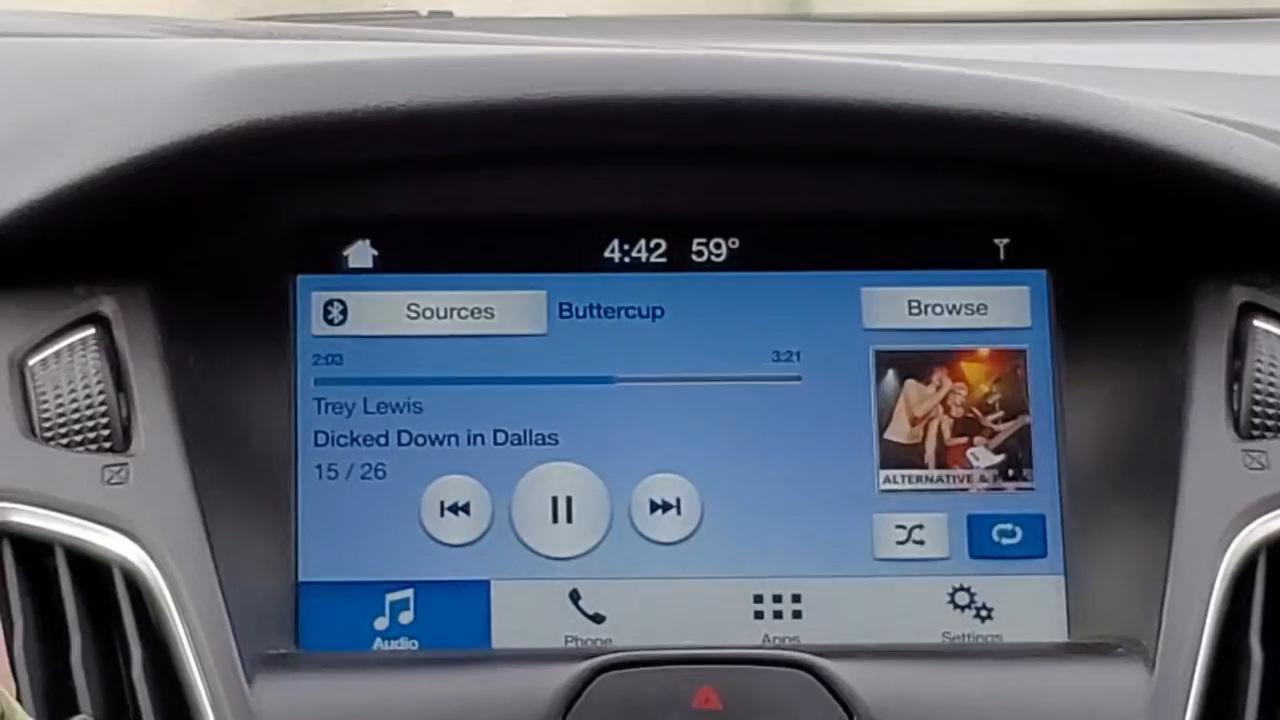 4:42 59°
Sources Buttercup Browse
2:03 3:21
Trey Lewis
Dicked Down in Dallas
15 / 26
ALTERNATIVE &
Audio Phone Apps Settings